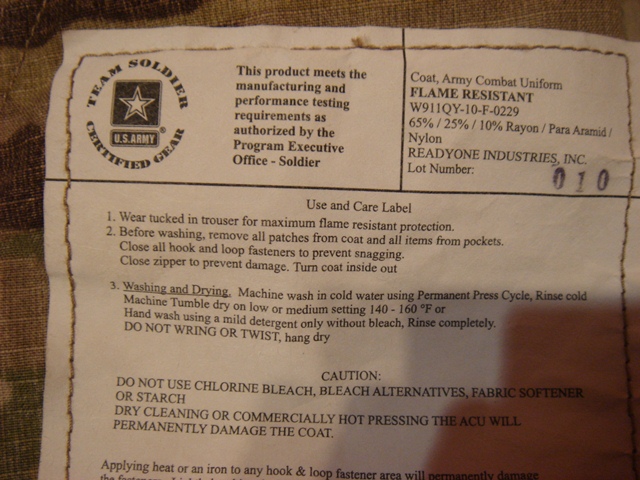 TEAM SOLDIER
U.S.ARMY
CERTIFIED GEAR
This product meets the
manufacturing and
performance testing
requirements as
authorized by the
Program Executive
Office - Soldier
Coat, Army Combat Uniform
FLAME RESISTANT
W911QY-10-F-0229
65% / 25% / 10% Rayon / Para Aramid /
Nylon
READYONE INDUSTRIES, INC.
Lot Number: 010
Use and Care Label
1. Wear tucked in trouser for maximum flame resistant protection.
2. Before washing, remove all patches from coat and all items from pockets.
Close all hook and loop fasteners to prevent snagging.
Close zipper to prevent damage. Turn coat inside out
3. Washing and Drying. Machine wash in cold water using Permanent Press Cycle, Rinse cold
Machine Tumble dry on low or medium setting 140 - 160 °F or
Hand wash using a mild detergent only without bleach, Rinse completely.
DO NOT WRING OR TWIST, hang dry
CAUTION:
DO NOT USE CHLORINE BLEACH, BLEACH ALTERNATIVES, FABRIC SOFTENER
OR STARCH
DRY CLEANING OR COMMERCIALLY HOT PRESSING THE ACU WILL
PERMANENTLY DAMAGE THE COAT.
Applying heat or an iron to any hook & loop fastener area will permanently damage
the fasteners.